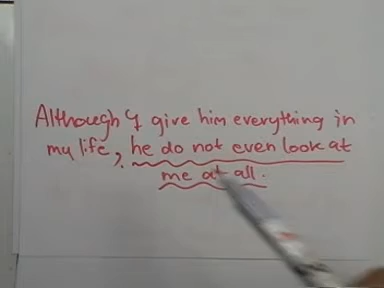 Although I give him everything in
my life, he do not even look at
me at all.